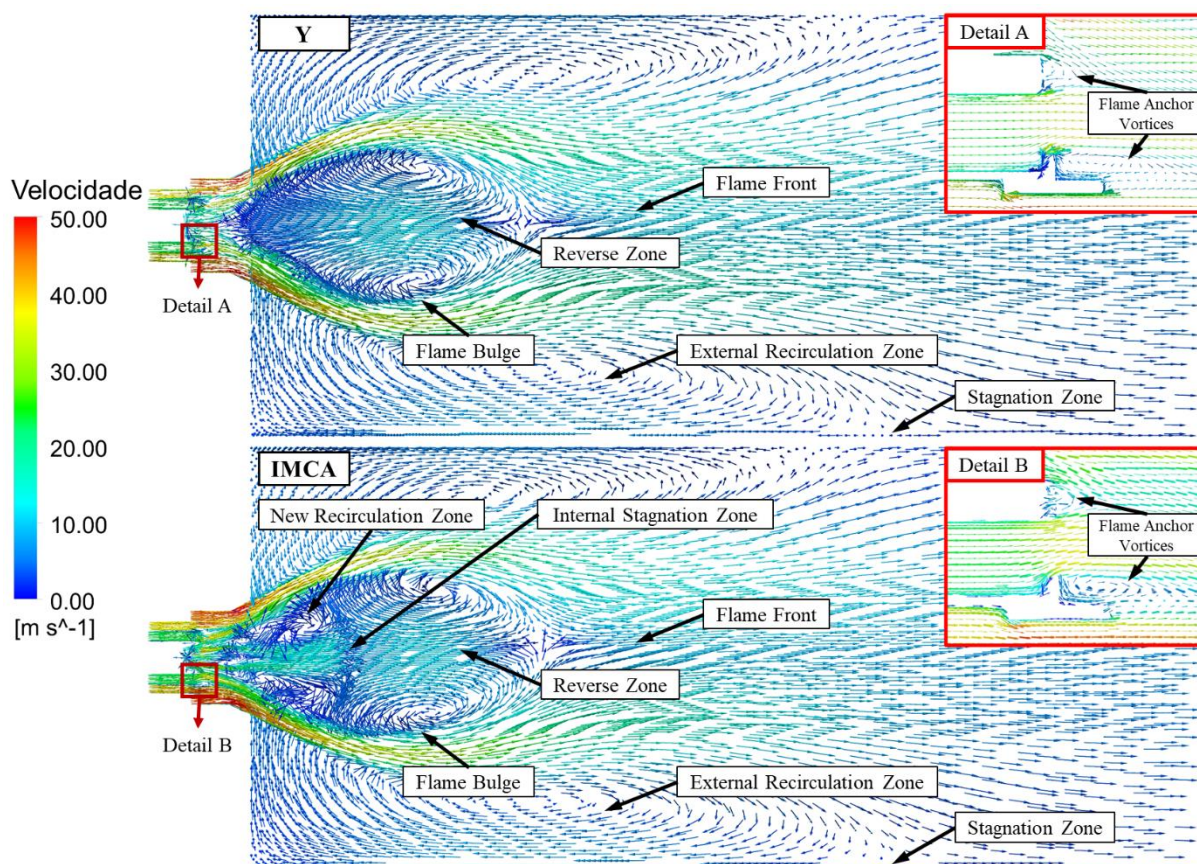 Y
Detail A
Flame Anchor
Vortices
Flame Front
Reverse Zone
Detail A
Flame Bulge
External Recirculation Zone
Stagnation Zone
Velocidade
50.00
40.00
30.00
20.00
10.00
0.00
[m s^-1]
IMCA
Detail B
New Recirculation Zone
Internal Stagnation Zone
Flame Anchor
Vortices
Flame Front
Reverse Zone
Detail B
Flame Bulge
External Recirculation Zone
Stagnation Zone